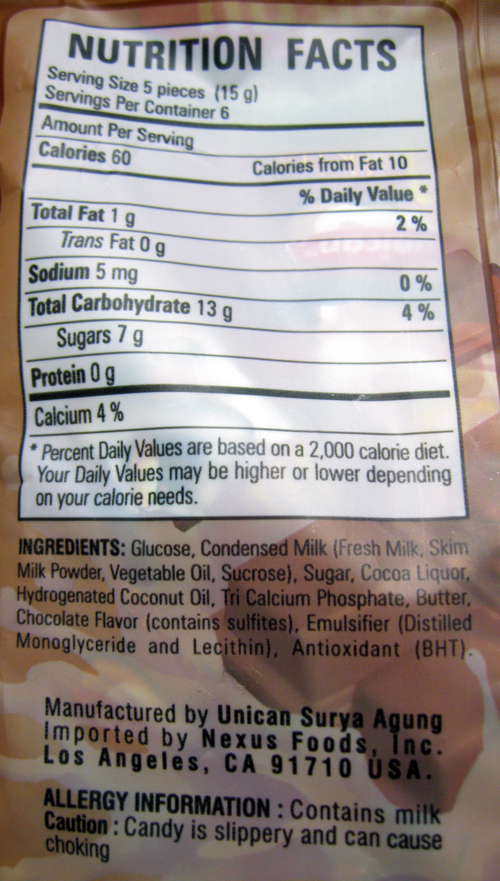 NUTRITION FACTS
Serving Size 5 pieces (15 g)
Servings Per Container 6
Amount Per Serving
Calories 60 Calories from Fat 10
% Daily Value *
Total Fat 1 g 2 %
Trans Fat 0 g
Sodium 5 mg 0 %
Total Carbohydrate 13 g 4 %
Sugars 7 g
Protein 0 g
Calcium 4 %
* Percent Daily Values are based on a 2,000 calorie diet.
Your Daily Values may be higher or lower depending
on your calorie needs.
INGREDIENTS: Glucose, Condensed Milk (Fresh Milk, Skim
Milk Powder, Vegetable Oil, Sucrose), Sugar, Cocoa Liquor,
Hydrogenated Coconut Oil, Tri Calcium Phosphate, Butter,
Chocolate Flavor (contains sulfites), Emulsifier (Distilled
Monoglyceride and Lecithin), Antioxidant (BHT).
Manufactured by Unican Surya Agung
Imported by Nexus Foods, Inc.
Los Angeles, CA 91710 USA.
ALLERGY INFORMATION : Contains milk
Caution : Candy is slippery and can cause
choking